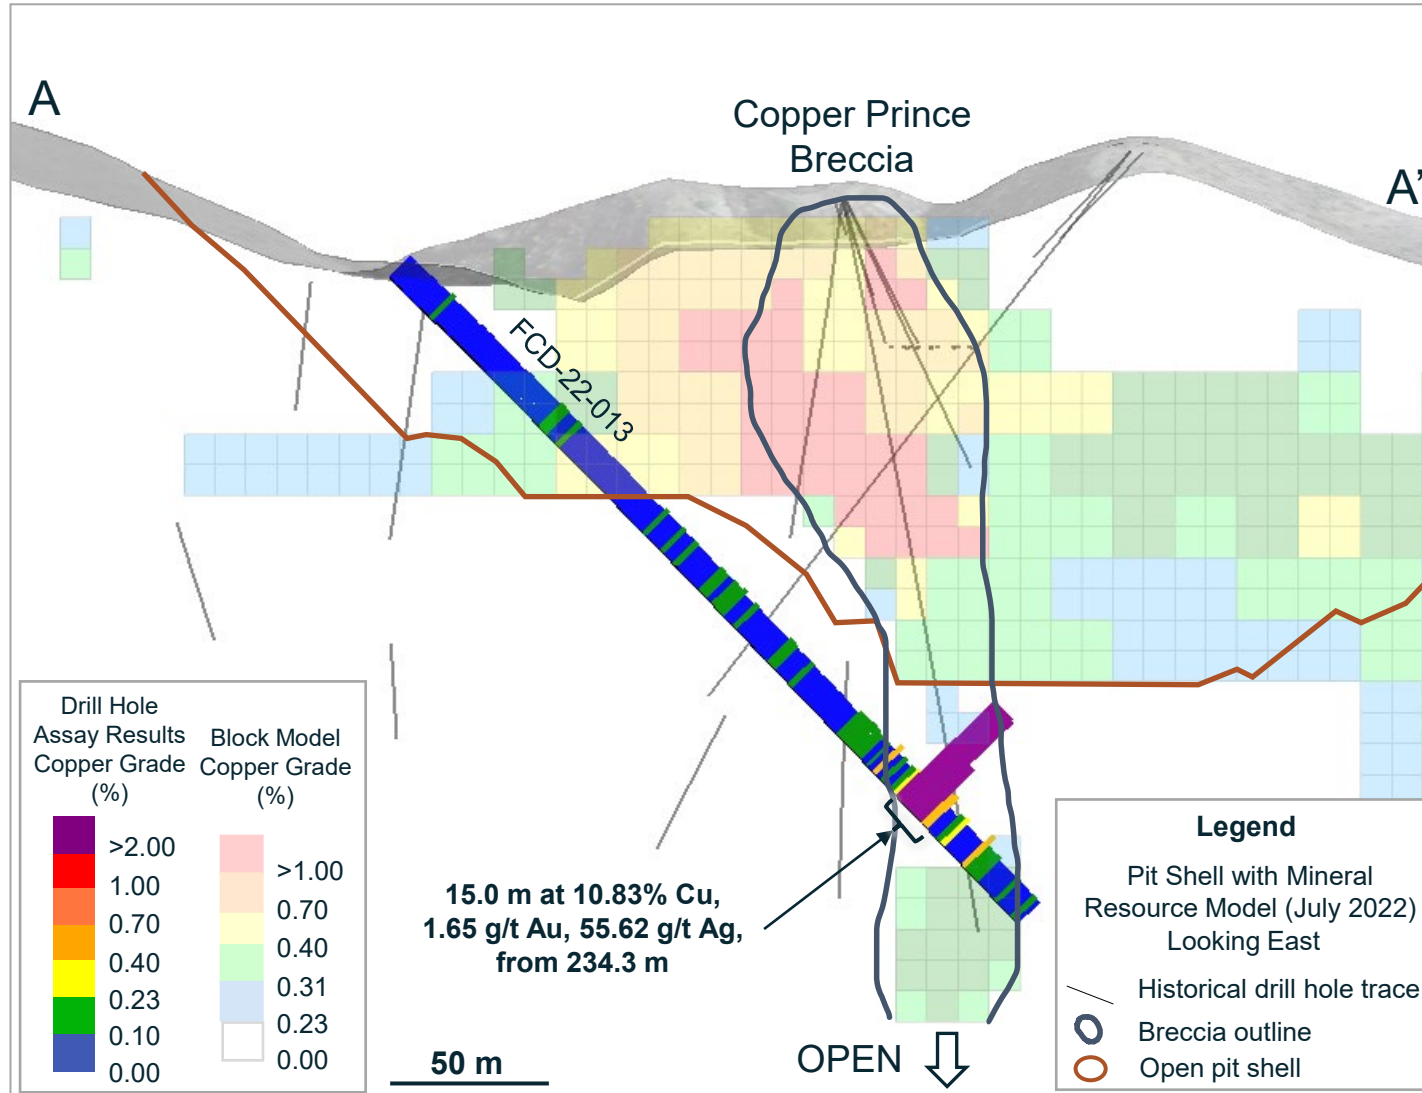 A
Copper Prince
Breccia
A’
FCD-22-013
Drill Hole
Assay Results
Copper Grade
(%)
>2.00
1.00
0.70
0.40
0.23
0.10
0.00
Block Model
Copper Grade
(%)
>1.00
0.70
0.40
0.31
0.23
0.00
15.0 m at 10.83% Cu,
1.65 g/t Au, 55.62 g/t Ag,
from 234.3 m
50 m
OPEN
Legend
Pit Shell with Mineral
Resource Model (July 2022)
Looking East
Historical drill hole trace
Breccia outline
Open pit shell